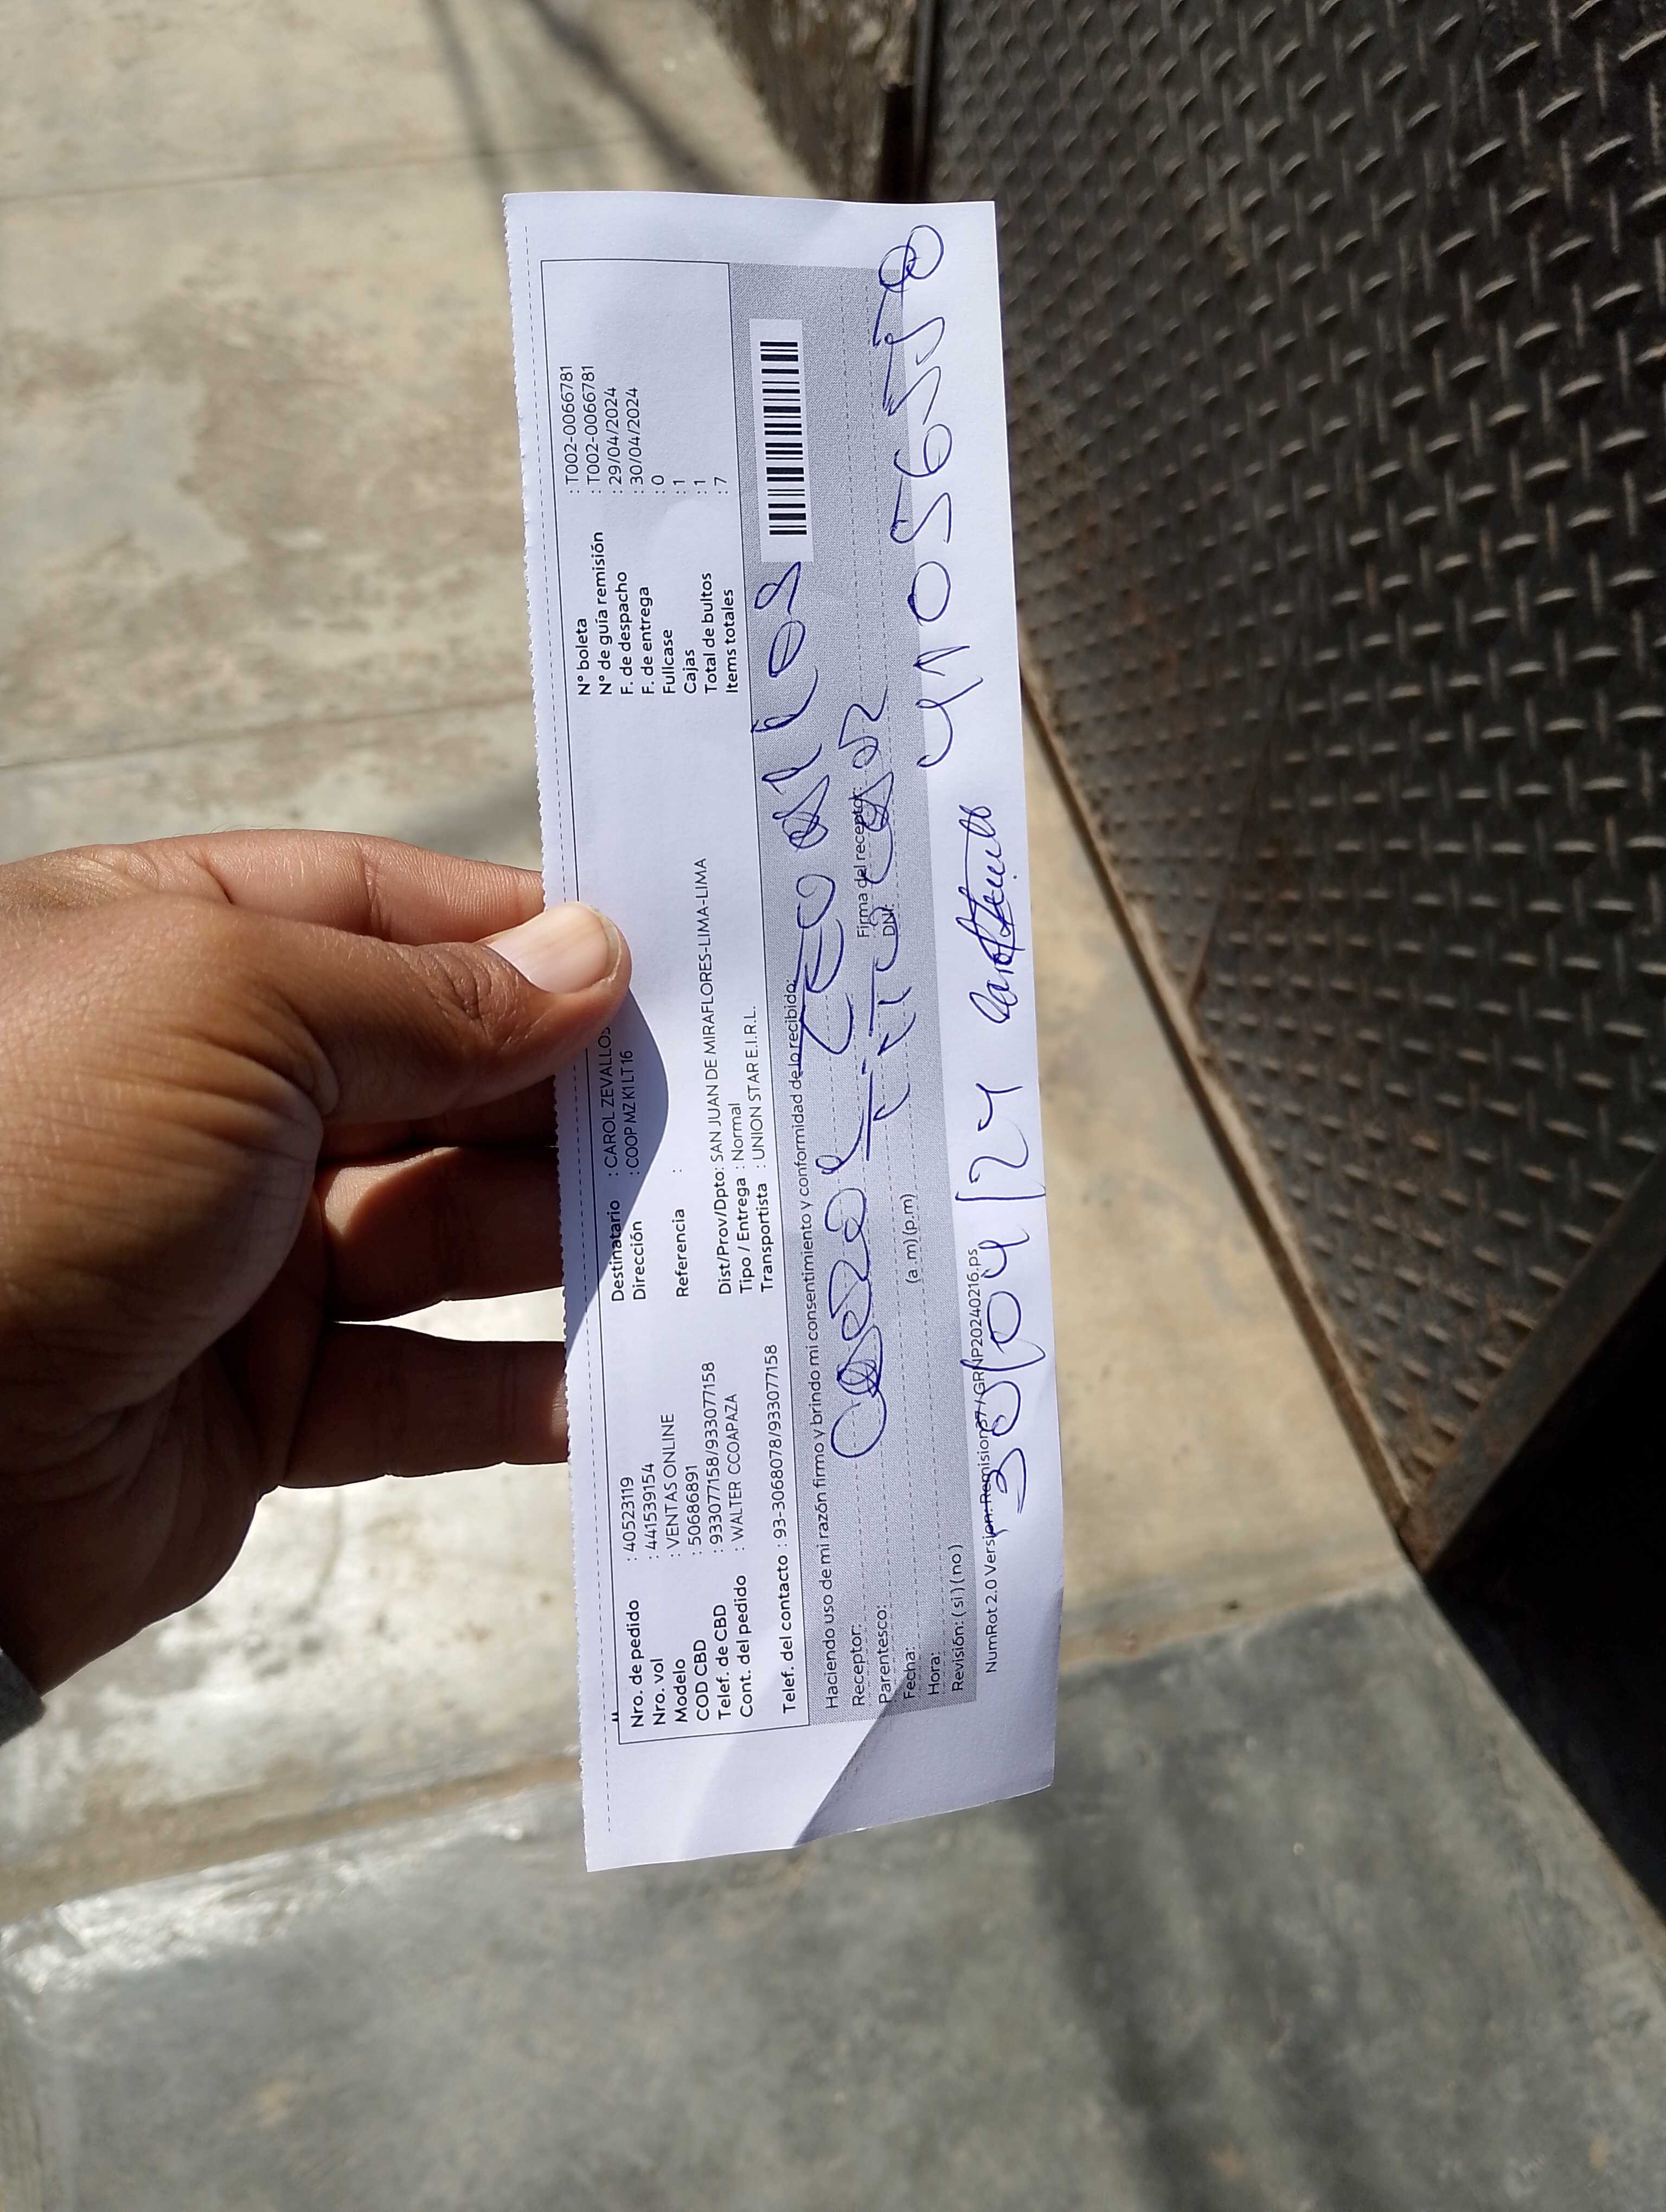 Nro. de pedido : 40523119
Nro. vol : 441539154
Modelo : VENTAS ONLINE
COD CBD : 50686891
Telef. de CBD : 933077158/933077158
Cont. del pedido : WALTER CCOAPAZA
Telef. del contacto : 93-3068078/933077158
Destinatario : CAROL ZEVALLOS
Dirección : COOP MZ K1 LT 16
Referencia :
Dist/Prov/Dpto: SAN JUAN DE MIRAFLORES-LIMA-LIMA
Tipo / Entrega : Normal
Transportista : UNION STAR E.I.R.L.
N° boleta : T002-0066781
N° de guía remisión : T002-0066781
F. de despacho : 29/04/2024
F. de entrega : 30/04/2024
Fullcase : 0
Cajas : 1
Total de bultos : 1
Items totales : 7
Haciendo uso de mi razón firmo y brindo mi consentimiento y conformidad de lo recibido:
Receptor:
Parentesco:
Fecha:
Hora: (a.m) (p.m)
Revisión: ( si ) ( no )
Firma del receptor:
DNI:
30/04/24
NumRot 2.0 Version: Remision37 / GRNP20240216.ps